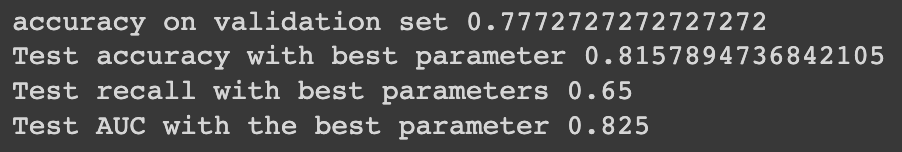 accuracy on validation set 0.7772727272727272
Test accuracy with best parameter 0.8157894736842105
Test recall with best parameters 0.65
Test AUC with the best parameter 0.825